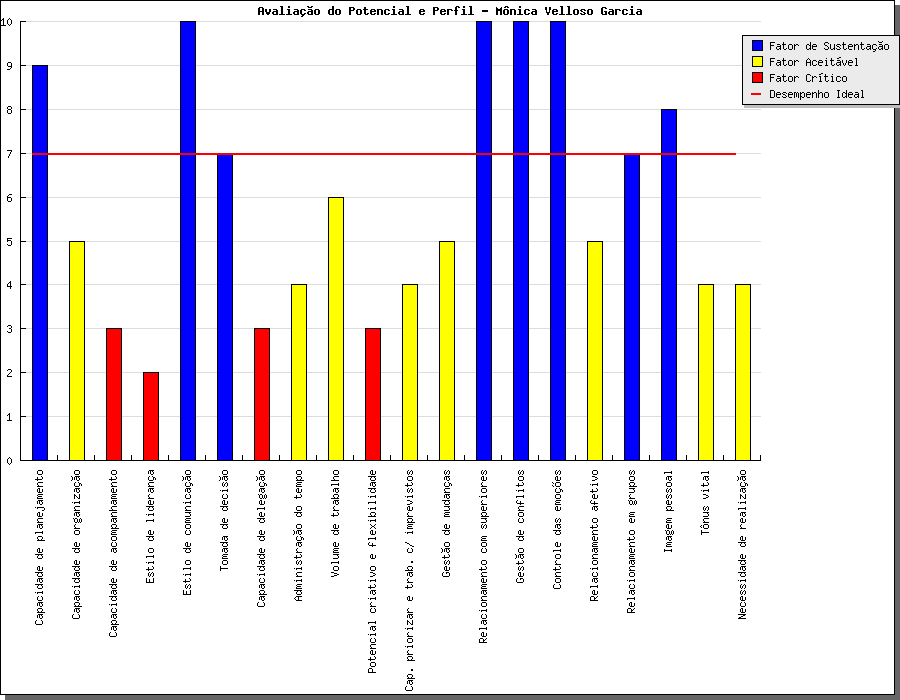 Avaliação do Potencial e Perfil - Mônica Velloso Garcia
Fator de Sustentação
Fator Aceitável
Fator Crítico
Desempenho Ideal
10
9
8
7
6
5
4
3
2
1
0
Capacidade de planejamento
Capacidade de organização
Capacidade de acompanhamento
Estilo de liderança
Estilo de comunicação
Tomada de decisão
Capacidade de delegação
Administração do tempo
Volume de trabalho
Potencial criativo e flexibilidade
Cap. priorizar e trab. c/ imprevistos
Gestão de mudanças
Relacionamento com superiores
Gestão de conflitos
Controle das emoções
Relacionamento afetivo
Relacionamento em grupos
Imagem pessoal
Tônus vital
Necessidade de realização